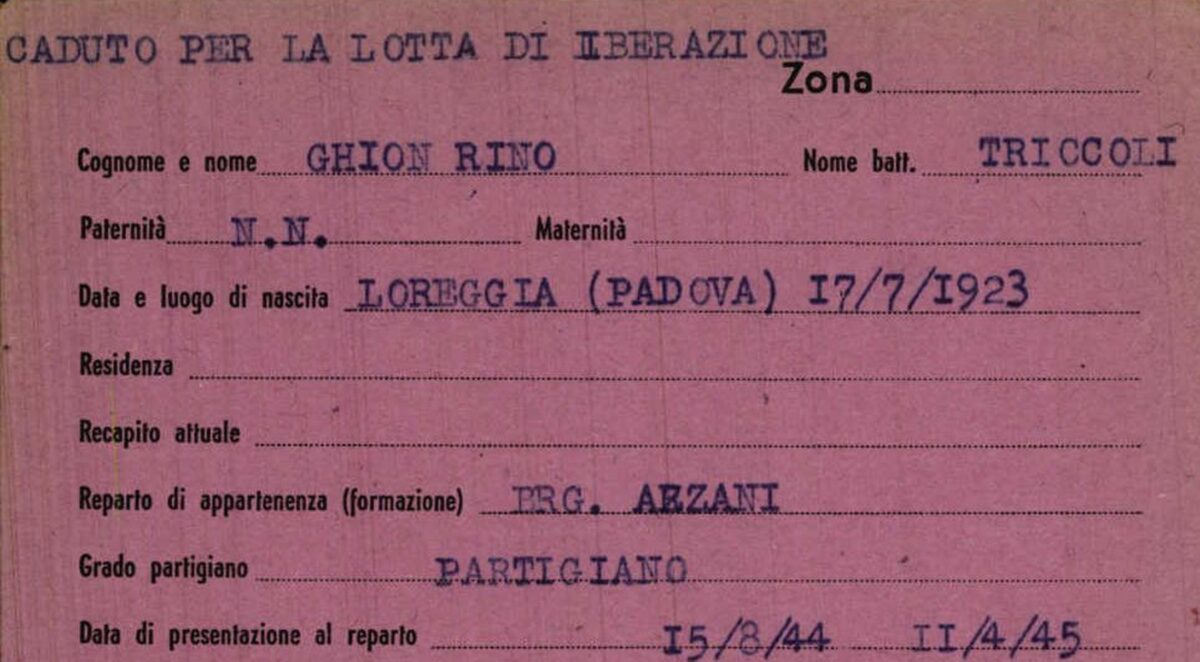 CADUTO PER LA LOTTA DI LIBERAZIONE
Zona
Cognome e nome GHION RINO Nome batt. TRICCOLI
Paternità N.N. Maternità
Data e luogo di nascita LOREGGIA (PADOVA) 17/7/1923
Residenza
Recapito attuale
Reparto di appartenenza (formazione) BRG. ARZANI
Grado partigiano PARTIGIANO
Data di presentazione al reparto 15/8/44 11/4/45